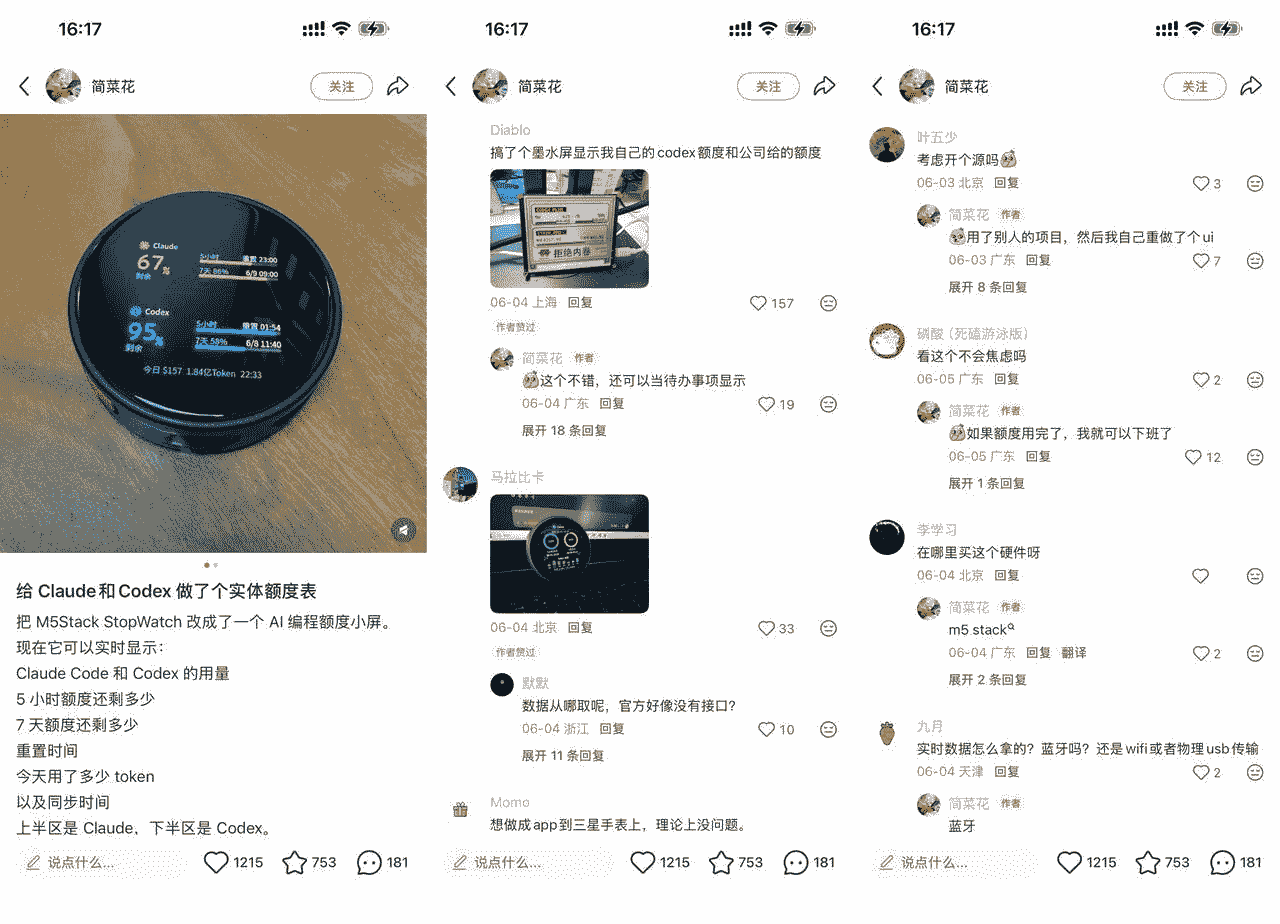 16:17
简菜花
关注
Claude
67%
剩余
5小时
重置 23:00
7天 86%
6/9 09:00
Codex
95%
剩余
5小时
重置 01:54
7天 58%
6/8 11:40
今日 $157 1.84亿Token 22:33
给 Claude和Codex 做了个实体额度表
把 M5Stack StopWatch 改成了一个 AI 编程额度小屏。
现在它可以实时显示：
Claude Code 和 Codex 的用量
5 小时额度还剩多少
7 天额度还剩多少
重置时间
今天用了多少 token
以及同步时间
上半区是 Claude，下半区是 Codex。
说点什么...
1215
753
181
16:17
简菜花
关注
Diablo
搞了个墨水屏显示我自己的codex额度和公司给的额度
拒绝内卷
06-04 上海 回复
157
作者赞过
简菜花 作者
这个不错，还可以当待办事项显示
06-04 广东 回复
19
展开 18 条回复
马拉比卡
Codex
06-04 北京 回复
33
作者赞过
默默
数据从哪取呢，官方好像没有接口？
06-04 浙江 回复
10
展开 11 条回复
Momo
想做成app到三星手表上，理论上没问题。
说点什么...
1215
753
181
16:17
简菜花
关注
叶五少
考虑开个源吗
06-03 北京 回复
3
简菜花 作者
用了别人的项目，然后我自己重做了个ui
06-03 广东 回复
7
展开 8 条回复
磷酸（死磕游泳版）
看这个不会焦虑吗
06-05 广东 回复
2
简菜花 作者
如果额度用完了，我就可以下班了
06-05 广东 回复
12
展开 1 条回复
李学习
在哪里买这个硬件呀
06-04 北京 回复
简菜花 作者
m5 stack
06-04 广东 回复 翻译
2
展开 2 条回复
九月
实时数据怎么拿的？蓝牙吗？还是wifi或者物理usb传输
06-04 天津 回复
2
简菜花 作者
蓝牙
说点什么...
1215
753
181